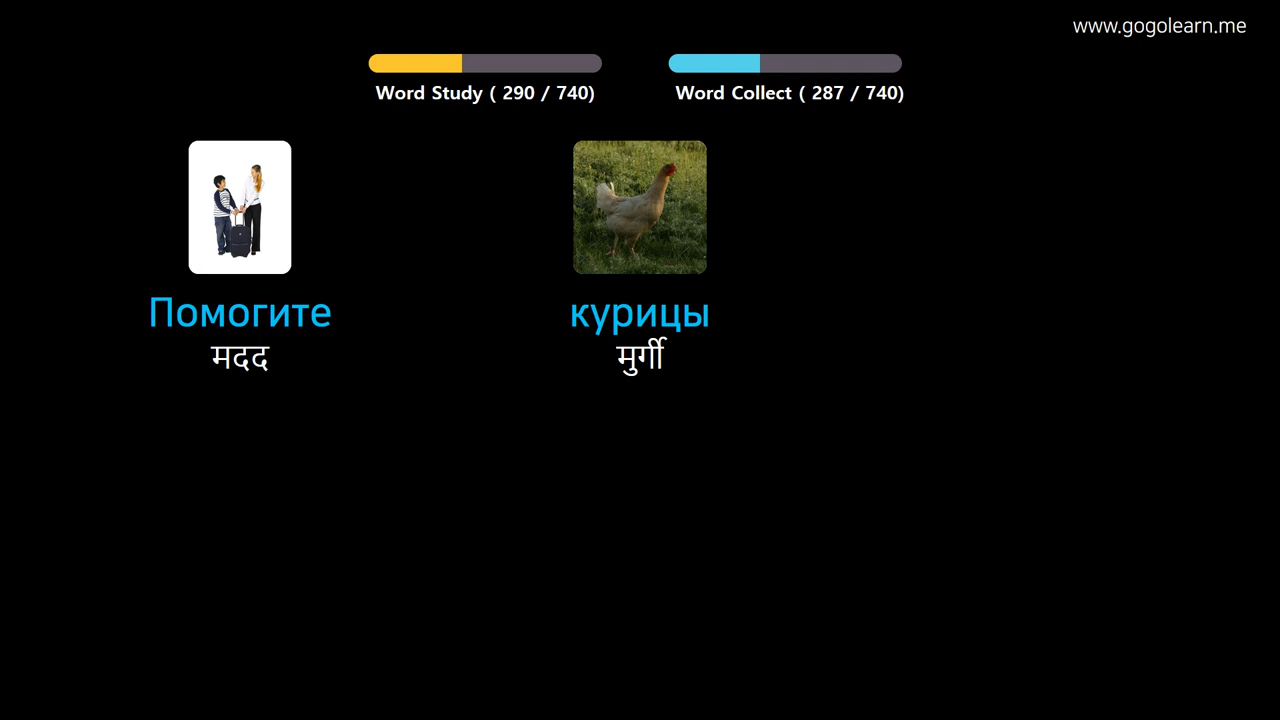 www.gogolearn.me
Word Study ( 290 / 740)
Word Collect ( 287 / 740)
Помогите
मदद
курицы
मुर्गी